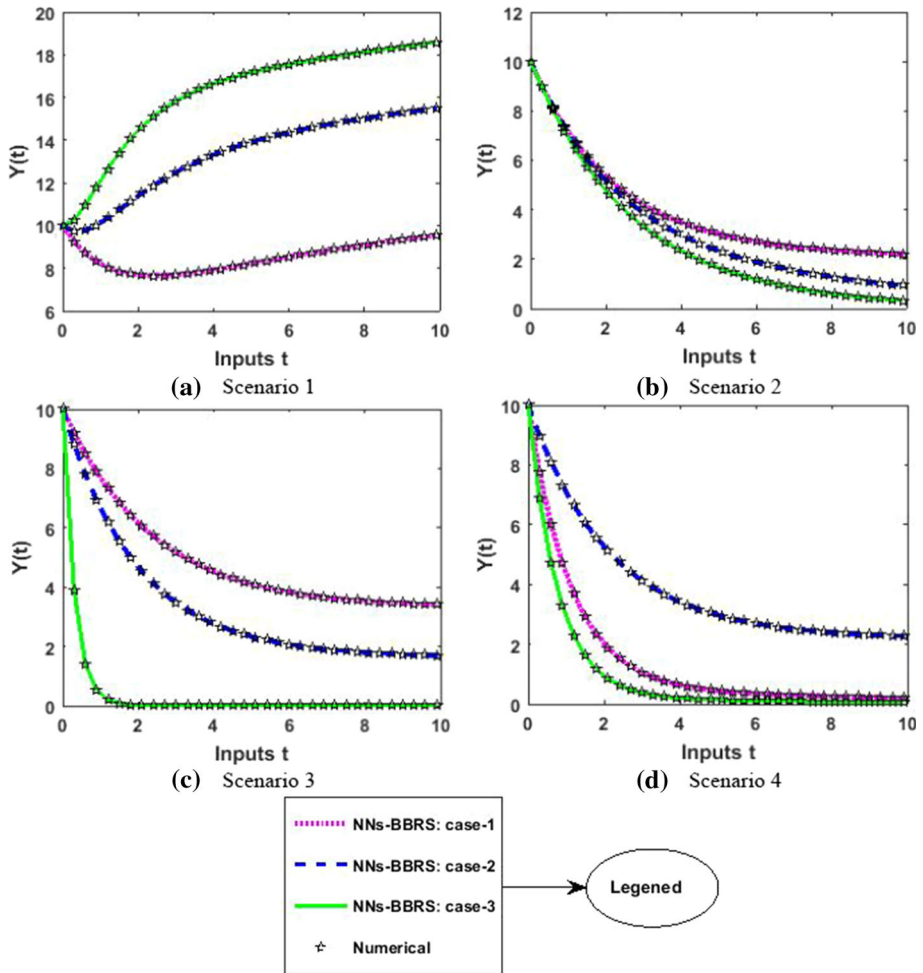 20
18
16
14
12
10
8
6
Y(t)
0 2 4 6 8 10
Inputs t
(a) Scenario 1
12
10
8
6
4
2
0
Y(t)
0 2 4 6 8 10
Inputs t
(b) Scenario 2
10
8
6
4
2
0
Y(t)
0 2 4 6 8 10
Inputs t
(c) Scenario 3
10
8
6
4
2
0
Y(t)
0 2 4 6 8 10
Inputs t
(d) Scenario 4
NNs-BBRS: case-1
NNs-BBRS: case-2
NNs-BBRS: case-3
Numerical
Legened